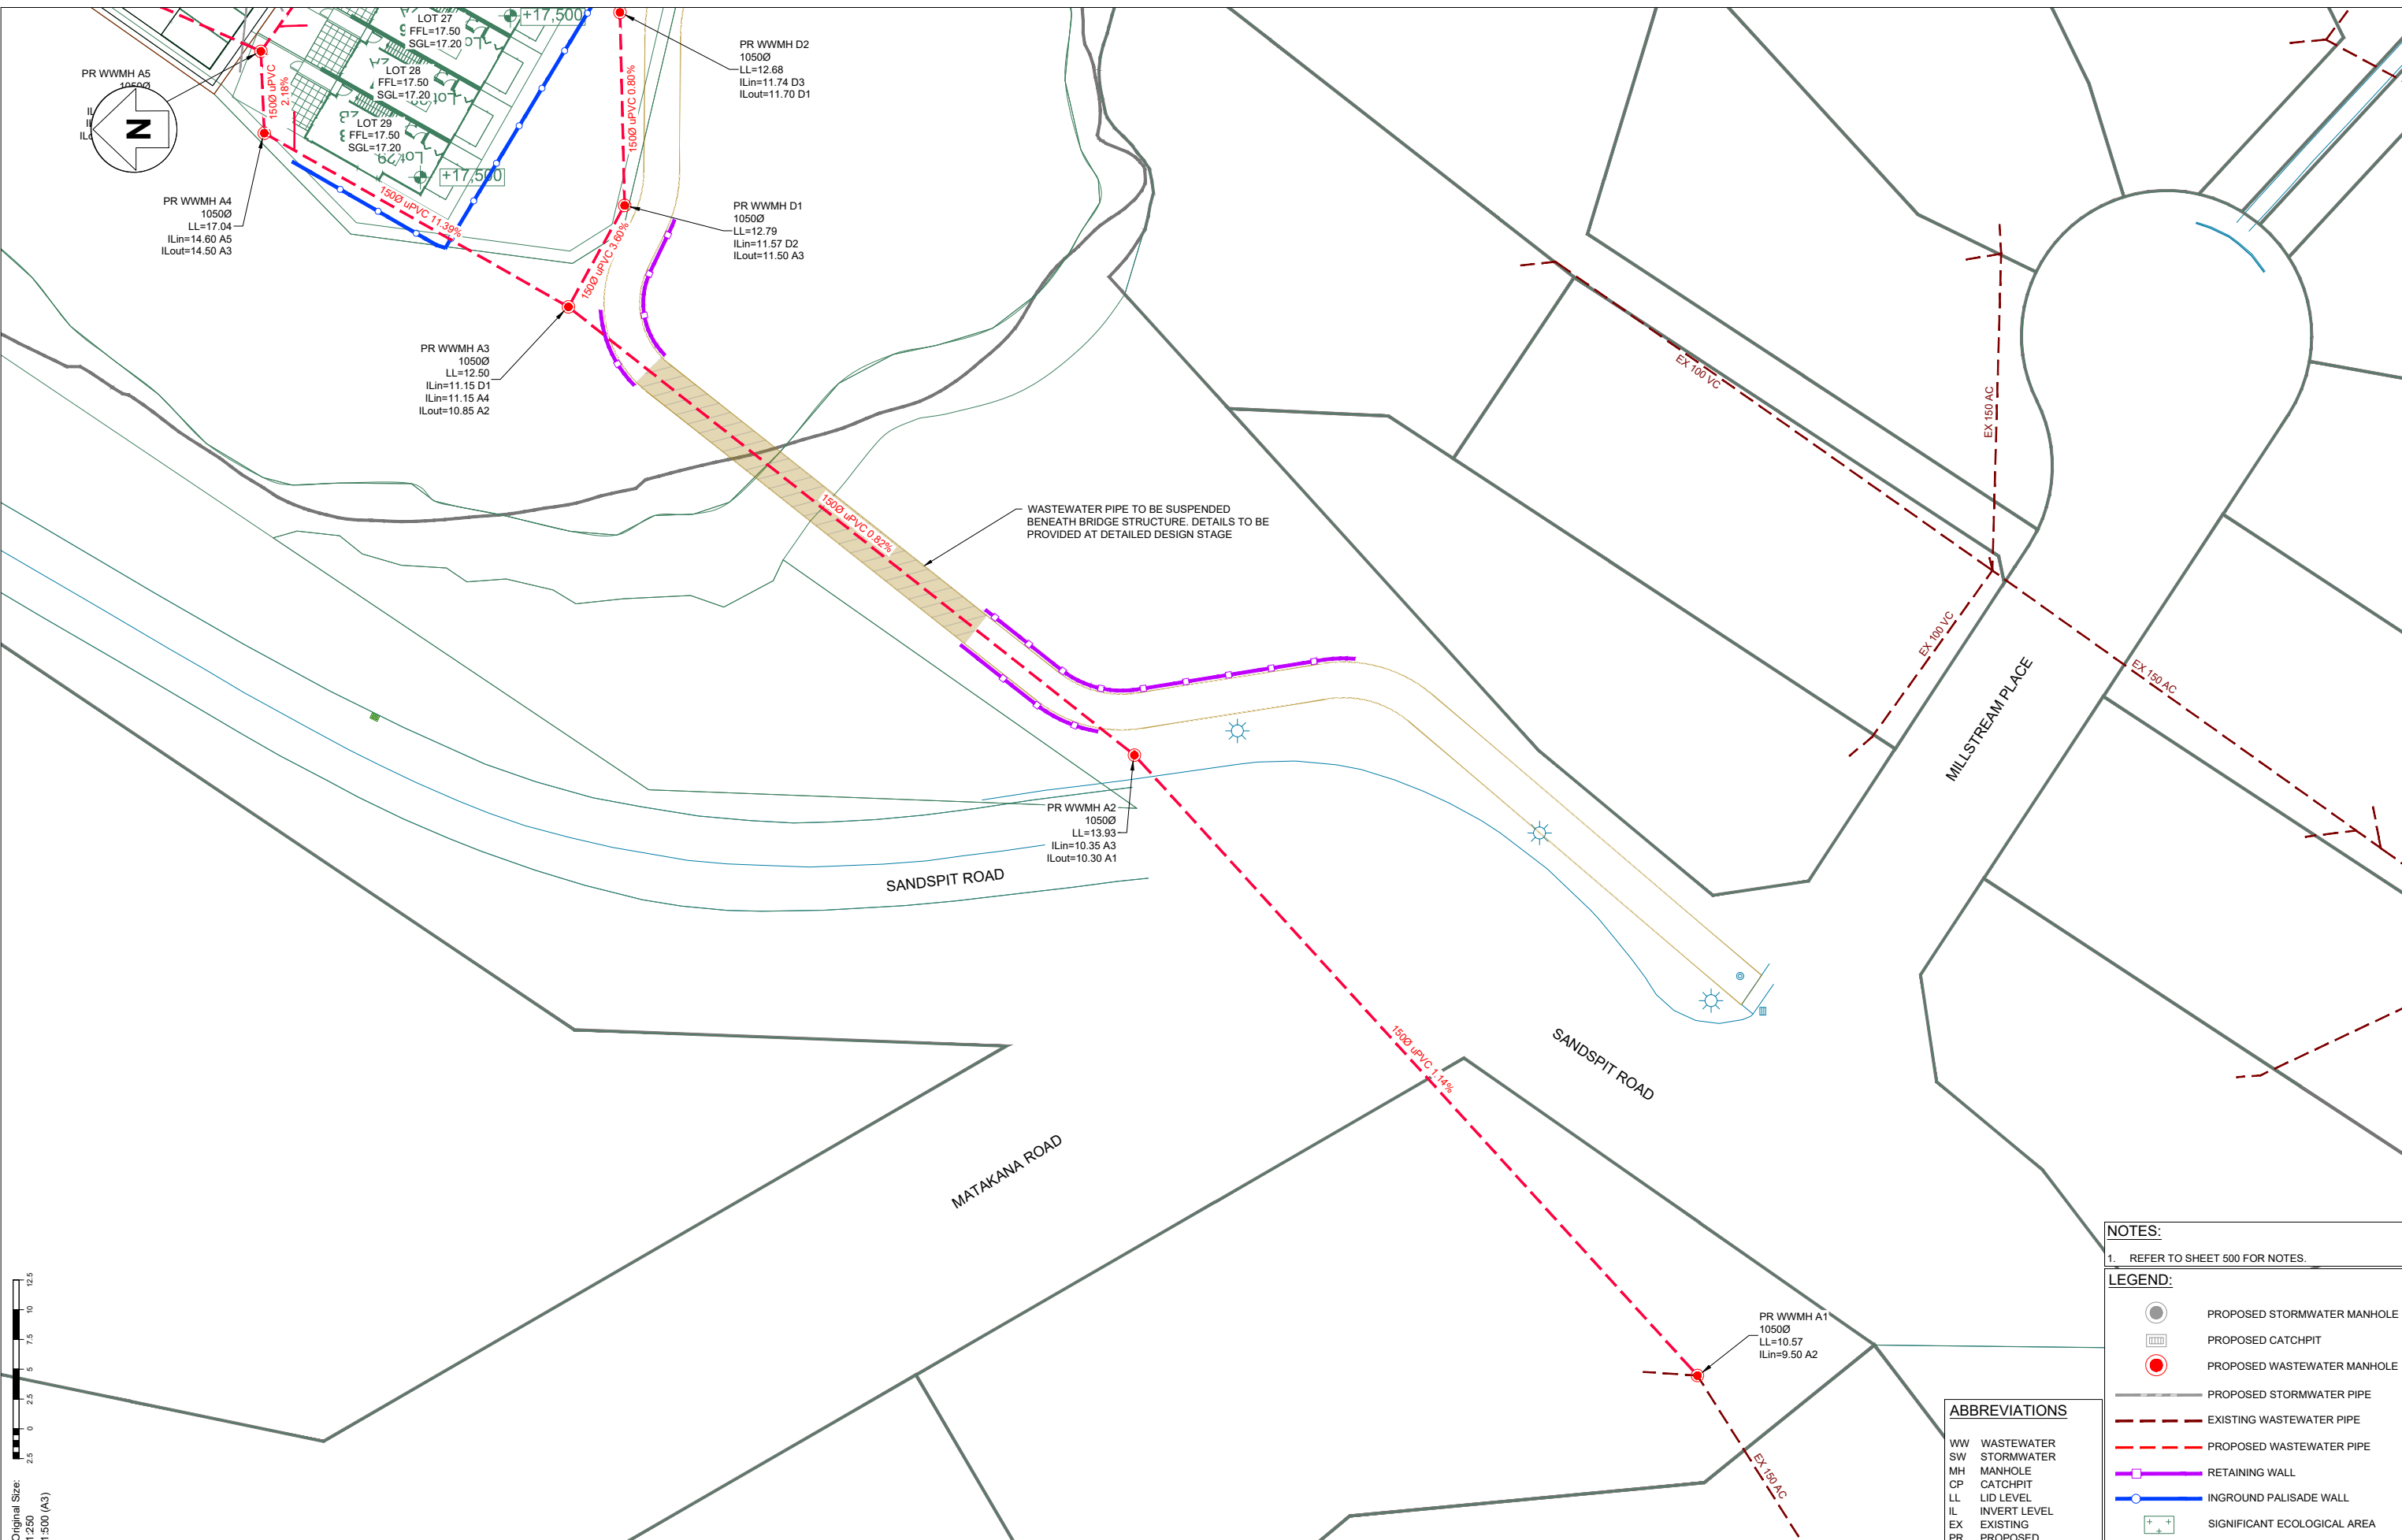 LOT 27
FFL=17.50
SGL=17.20
+17,500
LOT 28
FFL=17.50
SGL=17.20
LOT 29
FFL=17.50
SGL=17.20
Lot 29
+17,500
PR WWMH A5
1050Ø
N
150Ø uPVC
2.18%
PR WWMH A4
1050Ø
LL=17.04
ILin=14.60 A5
ILout=14.50 A3
150Ø uPVC 11.39%
PR WWMH D2
1050Ø
LL=12.68
ILin=11.74 D3
ILout=11.70 D1
150Ø uPVC 0.80%
PR WWMH D1
1050Ø
LL=12.79
ILin=11.57 D2
ILout=11.50 A3
150Ø uPVC 3.60%
PR WWMH A3
1050Ø
LL=12.50
ILin=11.15 D1
ILin=11.15 A4
ILout=10.85 A2
150Ø uPVC 0.82%
WASTEWATER PIPE TO BE SUSPENDED
BENEATH BRIDGE STRUCTURE. DETAILS TO BE
PROVIDED AT DETAILED DESIGN STAGE
EX 100 VC
EX 150 AC
EX 100 VC
EX 150 AC
MILLSTREAM PLACE
PR WWMH A2
1050Ø
LL=13.93
ILin=10.35 A3
ILout=10.30 A1
SANDSPIT ROAD
150Ø uPVC 1.14%
SANDSPIT ROAD
MATAKANA ROAD
PR WWMH A1
1050Ø
LL=10.57
ILin=9.50 A2
EX 150 AC
12.5
10
7.5
5
2.5
0
2.5
Original Size:
1:250
1:500 (A3)
NOTES:
1. REFER TO SHEET 500 FOR NOTES.
LEGEND:
PROPOSED STORMWATER MANHOLE
PROPOSED CATCHPIT
PROPOSED WASTEWATER MANHOLE
PROPOSED STORMWATER PIPE
EXISTING WASTEWATER PIPE
PROPOSED WASTEWATER PIPE
RETAINING WALL
INGROUND PALISADE WALL
SIGNIFICANT ECOLOGICAL AREA
ABBREVIATIONS
WW WASTEWATER
SW STORMWATER
MH MANHOLE
CP CATCHPIT
LL LID LEVEL
IL INVERT LEVEL
EX EXISTING
PR PROPOSED